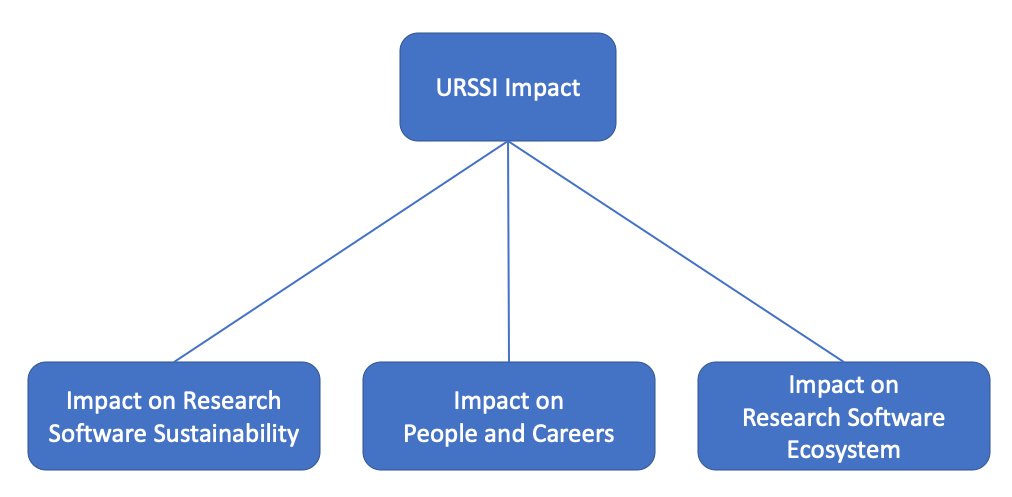 URSSI Impact
Impact on Research
Software Sustainability
Impact on
People and Careers
Impact on
Research Software
Ecosystem